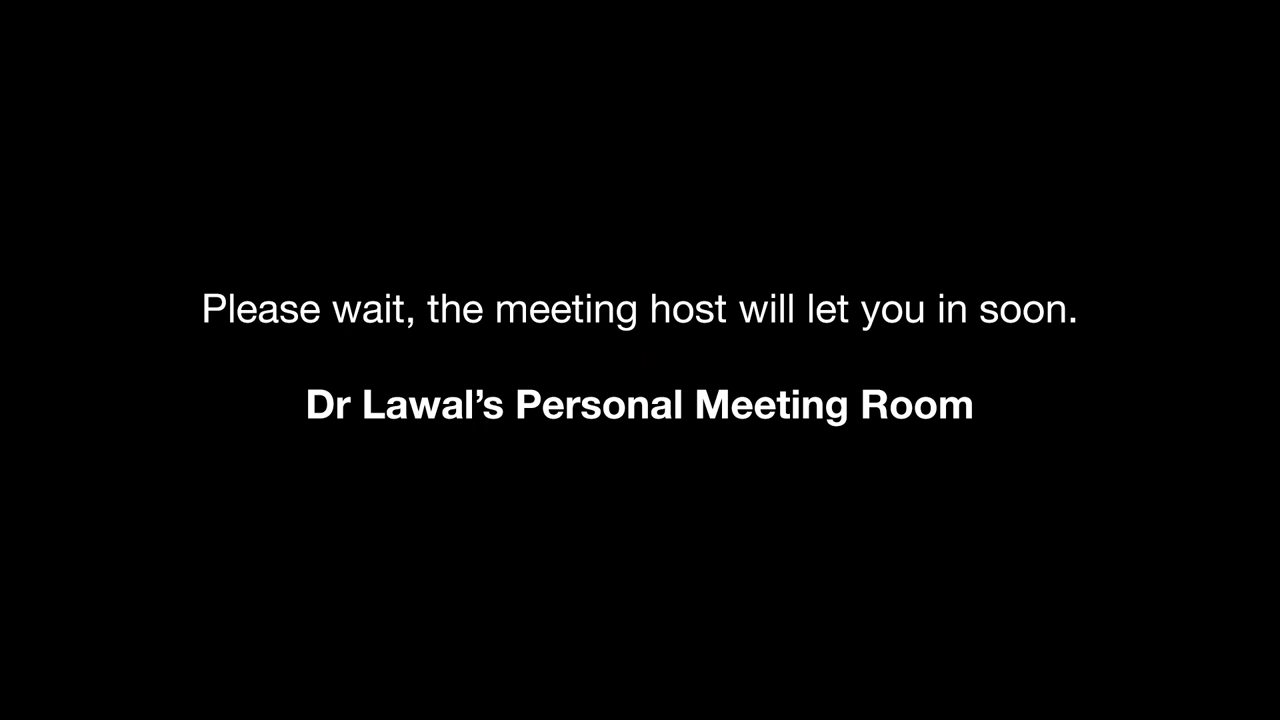 Please wait, the meeting host will let you in soon.
Dr Lawal’s Personal Meeting Room